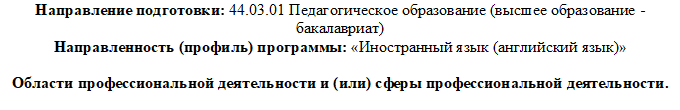 Направление подготовки: 44.03.01 Педагогическое образование (высшее образование -
бакалавриат)
Направленность (профиль) программы: «Иностранный язык (английский язык)»
Области профессиональной деятельности и (или) сферы профессиональной деятельности.